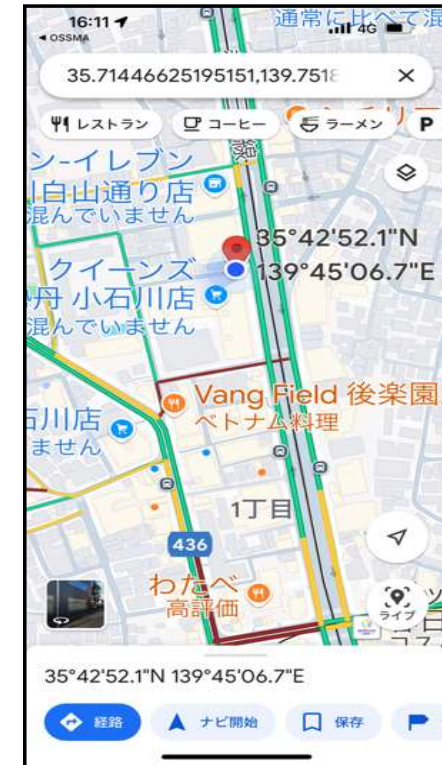 16:11
通常に比べて混
◀ OSSMA
4G
35.71446625195151,139.7518
レストラン
コーヒー
ラーメン
P
線
ン-イレブン
白山通り店
混んでいません
35°42'52.1"N
139°45'06.7"E
クイーンズ
丹 小石川店
混んでいません
Vang Field 後楽園
ベトナム料理
石川店
ません
1丁目
436
わたべ
高評価
ライブ
35°42'52.1"N 139°45'06.7"E
経路
ナビ開始
保存